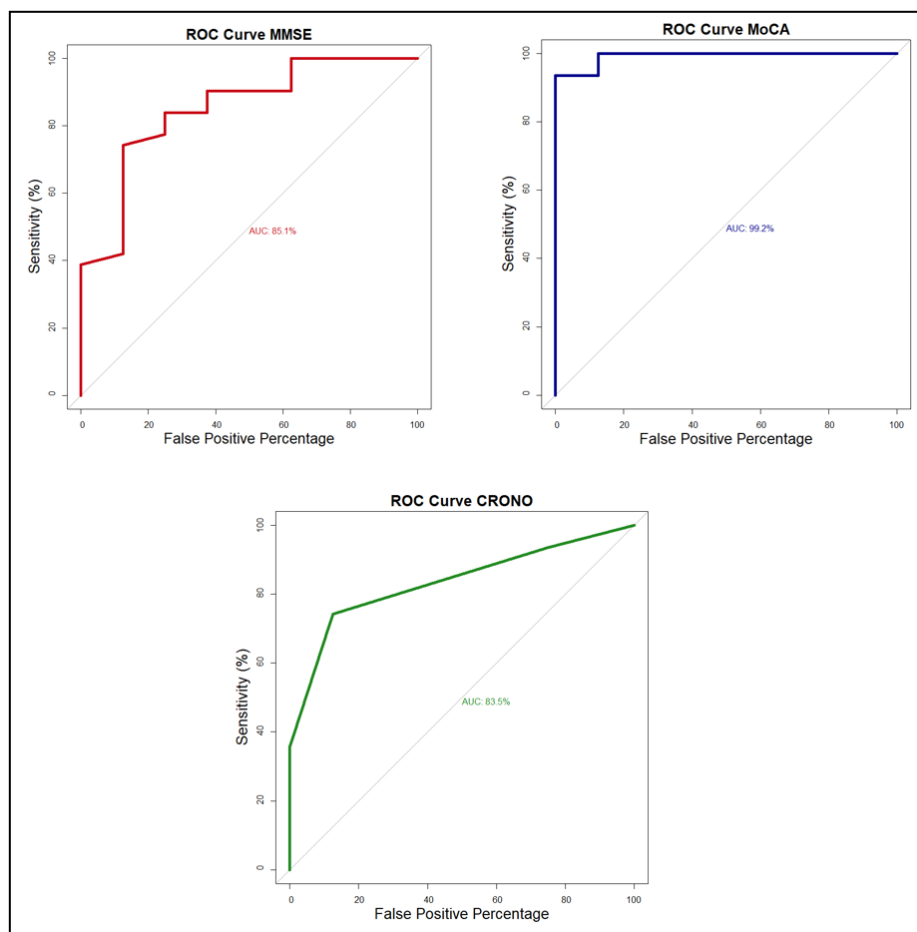 ROC Curve MMSE
Sensitivity (%)
0
20
40
60
80
100
AUC: 85.1%
0 20 40 60 80 100
False Positive Percentage
ROC Curve MoCA
Sensitivity (%)
0
20
40
60
80
100
AUC: 99.2%
0 20 40 60 80 100
False Positive Percentage
ROC Curve CRONO
Sensitivity (%)
0
20
40
60
80
100
AUC: 83.5%
0 20 40 60 80 100
False Positive Percentage